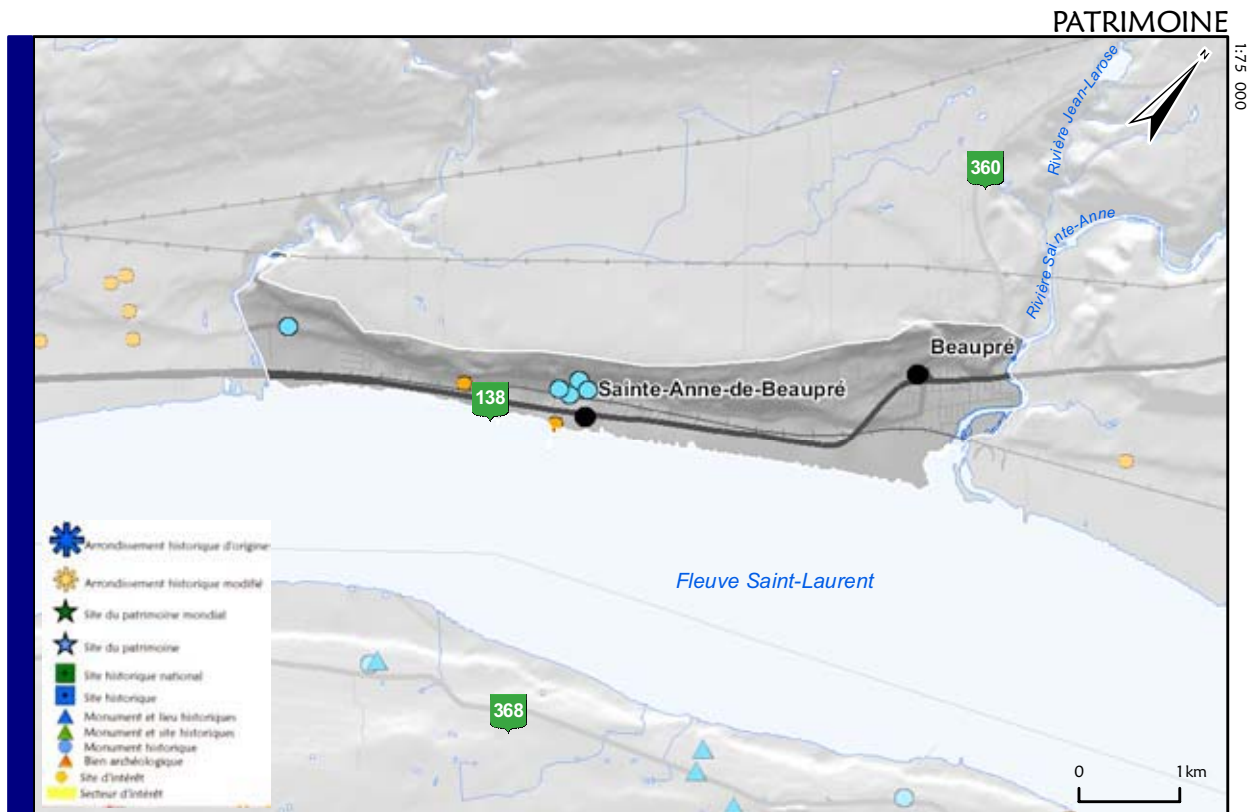 PATRIMOINE
1:75 000
N
Rivière Jean-Larose
360
Rivière Sainte-Anne
Beaupré
Sainte-Anne-de-Beaupré
138
Fleuve Saint-Laurent
368
Arrondissement historique d'origine
Arrondissement historique modifié
Site du patrimoine mondial
Site du patrimoine
Site historique national
Site historique
Monument et lieu historiques
Monument et site historiques
Monument historique
Bien archéologique
Site d'intérêt
Secteur d'intérêt
0 1 km